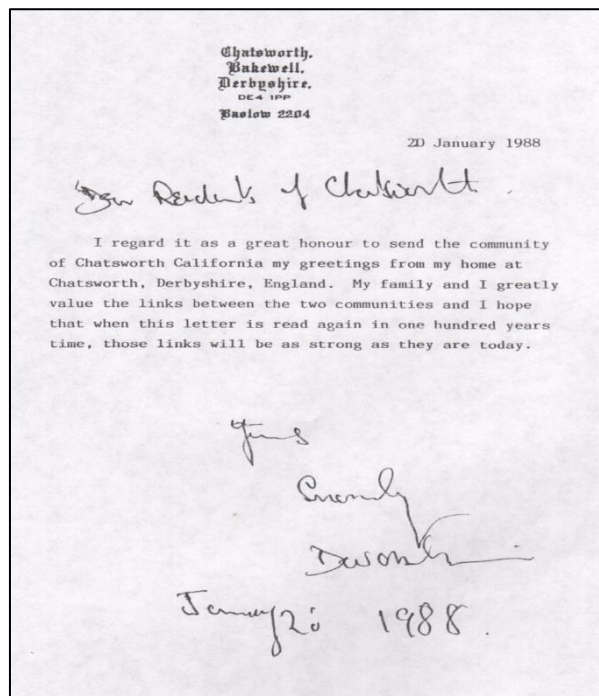 Chatsworth,
Bakewell,
Derbyshire,
DE4 1PP
Baslow 2204
20 January 1988
Dear Residents of Chatsworth.
I regard it as a great honour to send the community
of Chatsworth California my greetings from my home at
Chatsworth, Derbyshire, England. My family and I greatly
value the links between the two communities and I hope
that when this letter is read again in one hundred years
time, those links will be as strong as they are today.
Yours
Sincerely
Devonshire
January 20 1988.